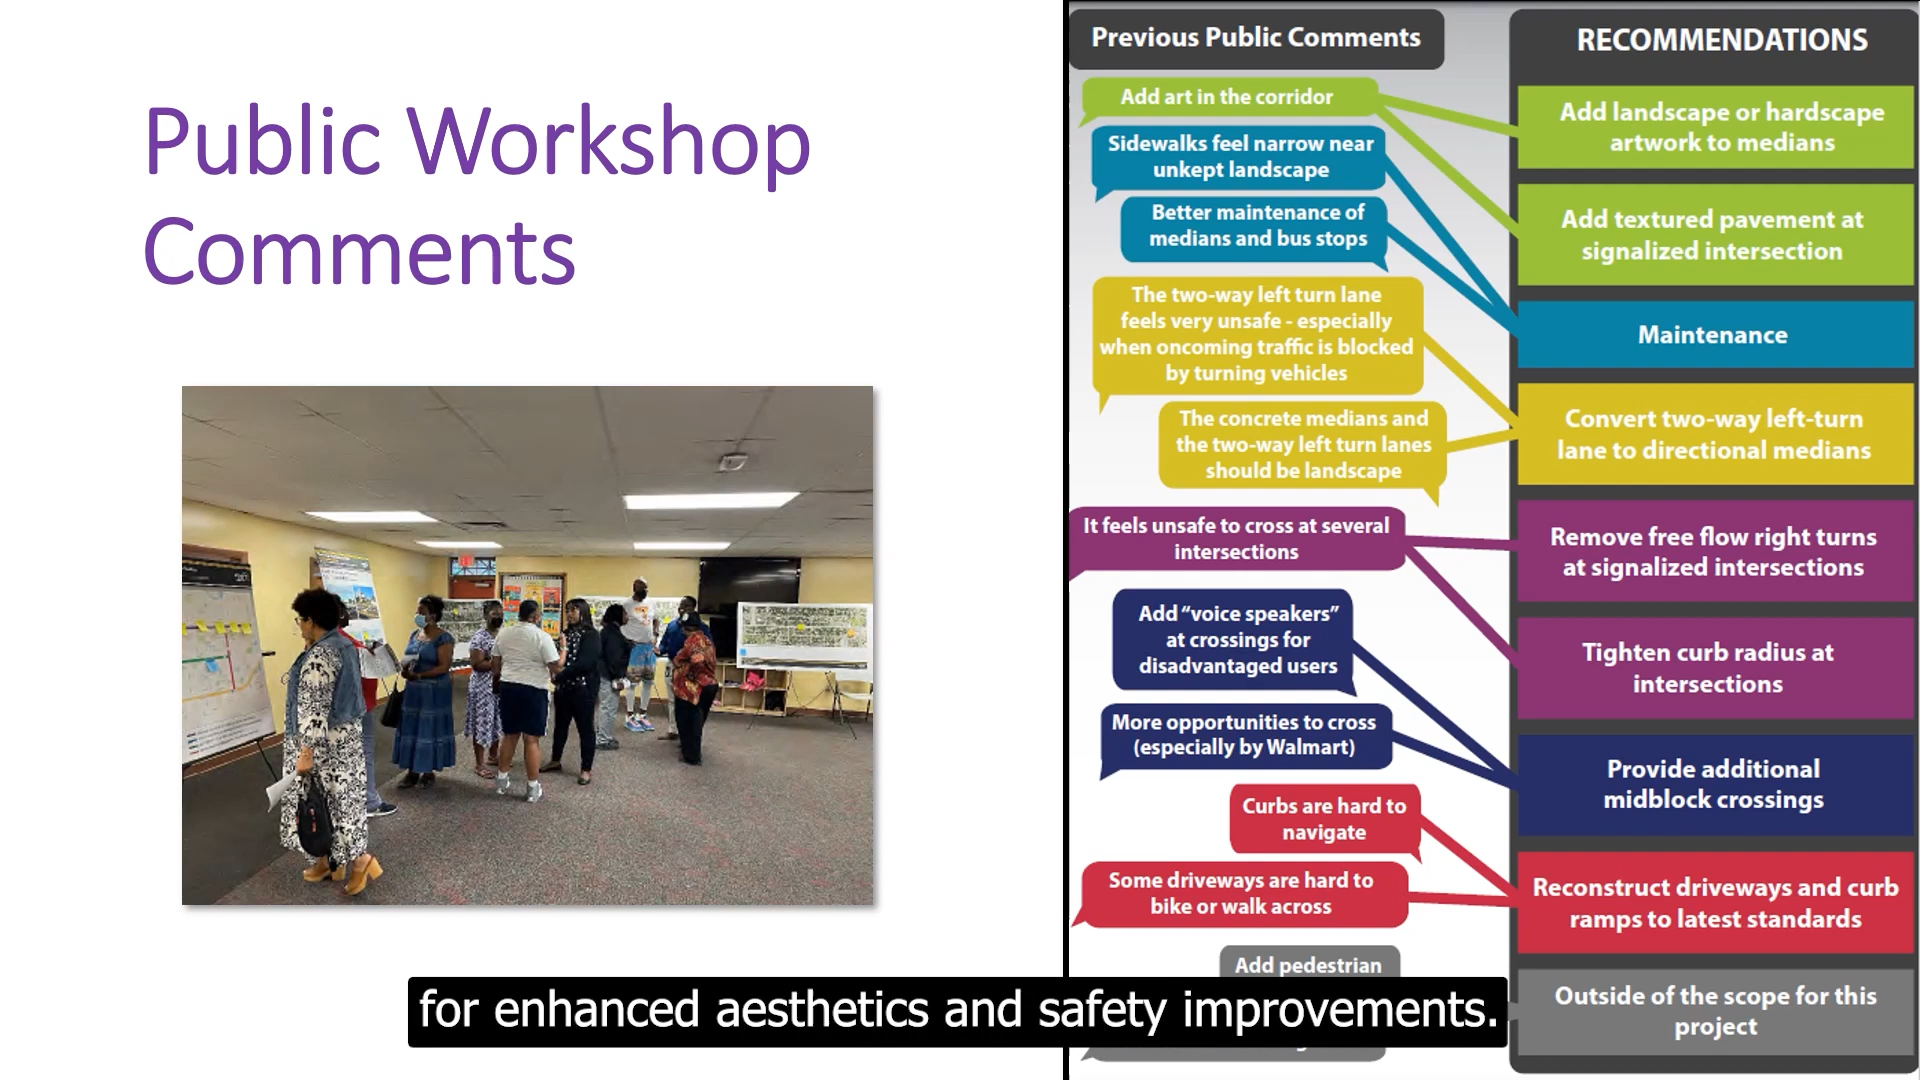 Public Workshop
Comments
Previous Public Comments
Add art in the corridor
Sidewalks feel narrow near
unkept landscape
Better maintenance of
medians and bus stops
The two-way left turn lane
feels very unsafe - especially
when oncoming traffic is blocked
by turning vehicles
The concrete medians and
the two-way left turn lanes
should be landscape
It feels unsafe to cross at several
intersections
Add “voice speakers”
at crossings for
disadvantaged users
More opportunities to cross
(especially by Walmart)
Curbs are hard to
navigate
Some driveways are hard to
bike or walk across
Add pedestrian
RECOMMENDATIONS
Add landscape or hardscape
artwork to medians
Add textured pavement at
signalized intersection
Maintenance
Convert two-way left-turn
lane to directional medians
Remove free flow right turns
at signalized intersections
Tighten curb radius at
intersections
Provide additional
midblock crossings
Reconstruct driveways and curb
ramps to latest standards
Outside of the scope for this
project
for enhanced aesthetics and safety improvements.